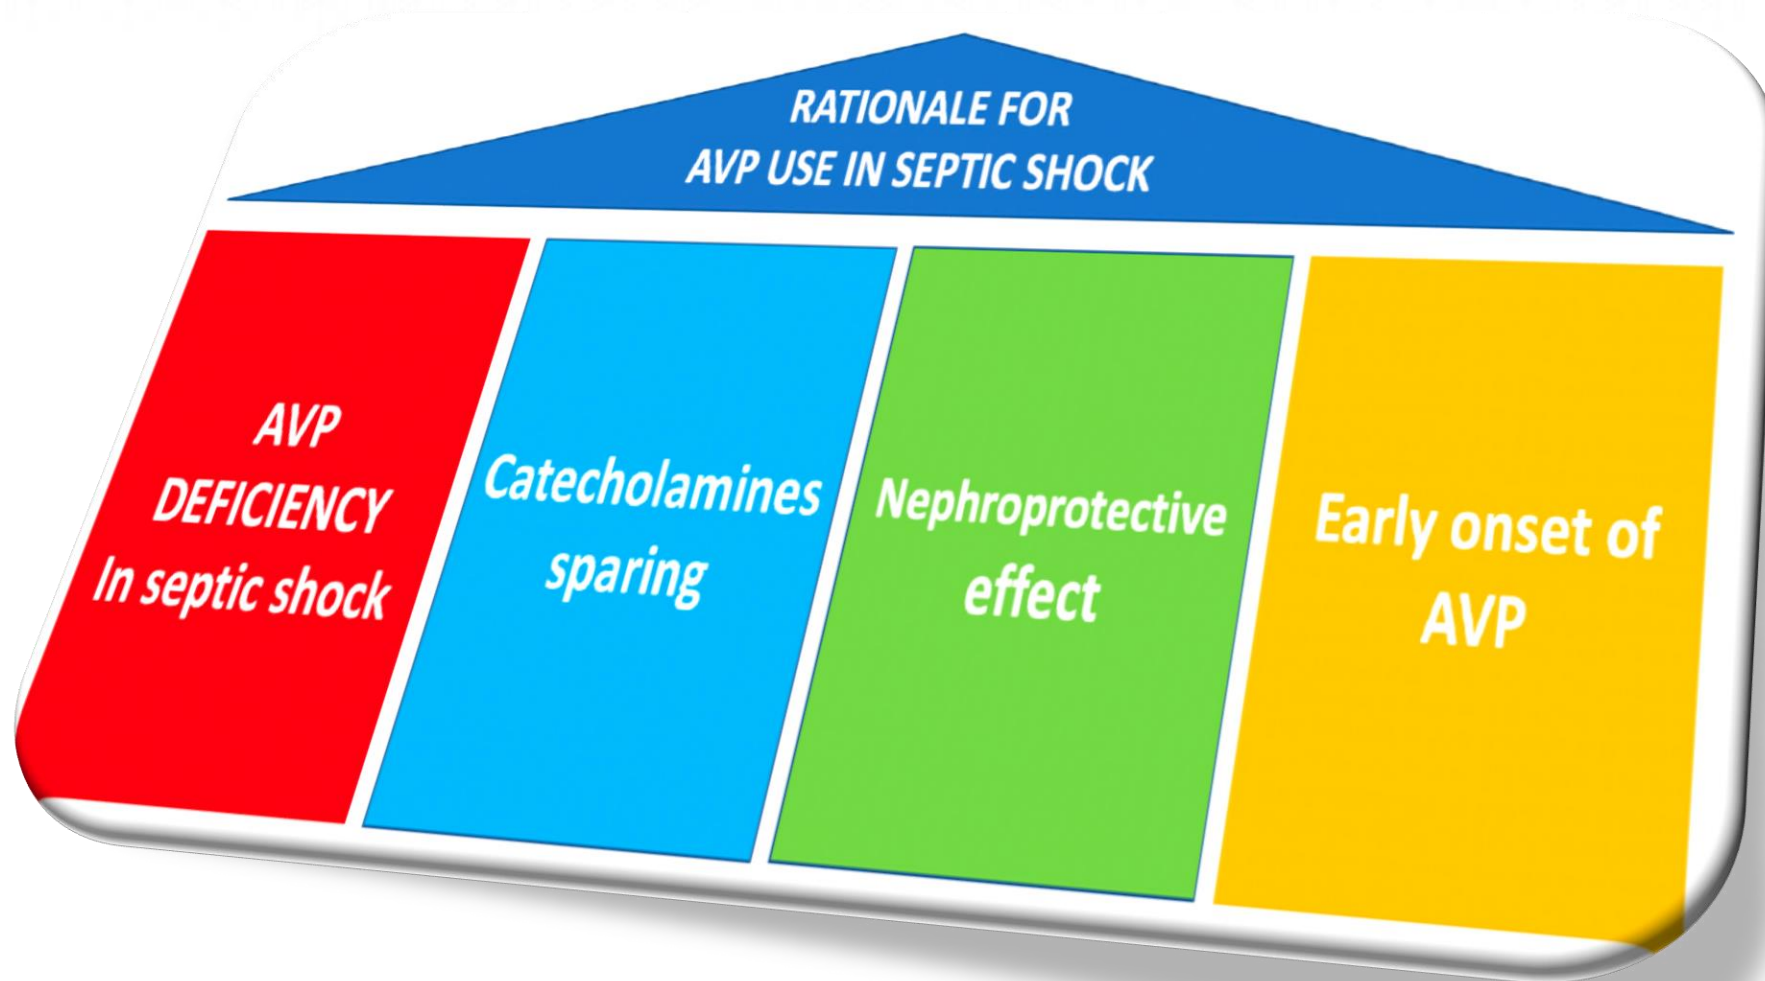 RATIONALE FOR
AVP USE IN SEPTIC SHOCK
AVP
DEFICIENCY
In septic shock
Catecholamines
sparing
Nephroprotective
effect
Early onset of
AVP